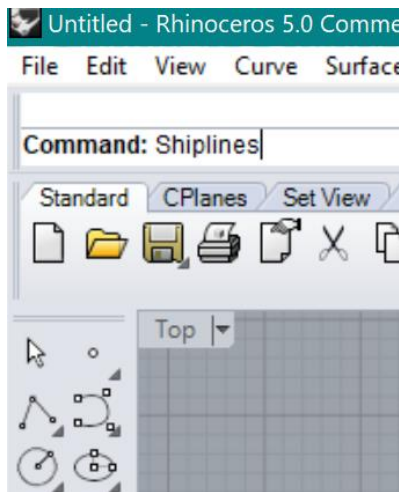 Untitled - Rhinoceros 5.0 Comme
File Edit View Curve Surface
Command: Shiplines
Standard CPlanes Set View
Top